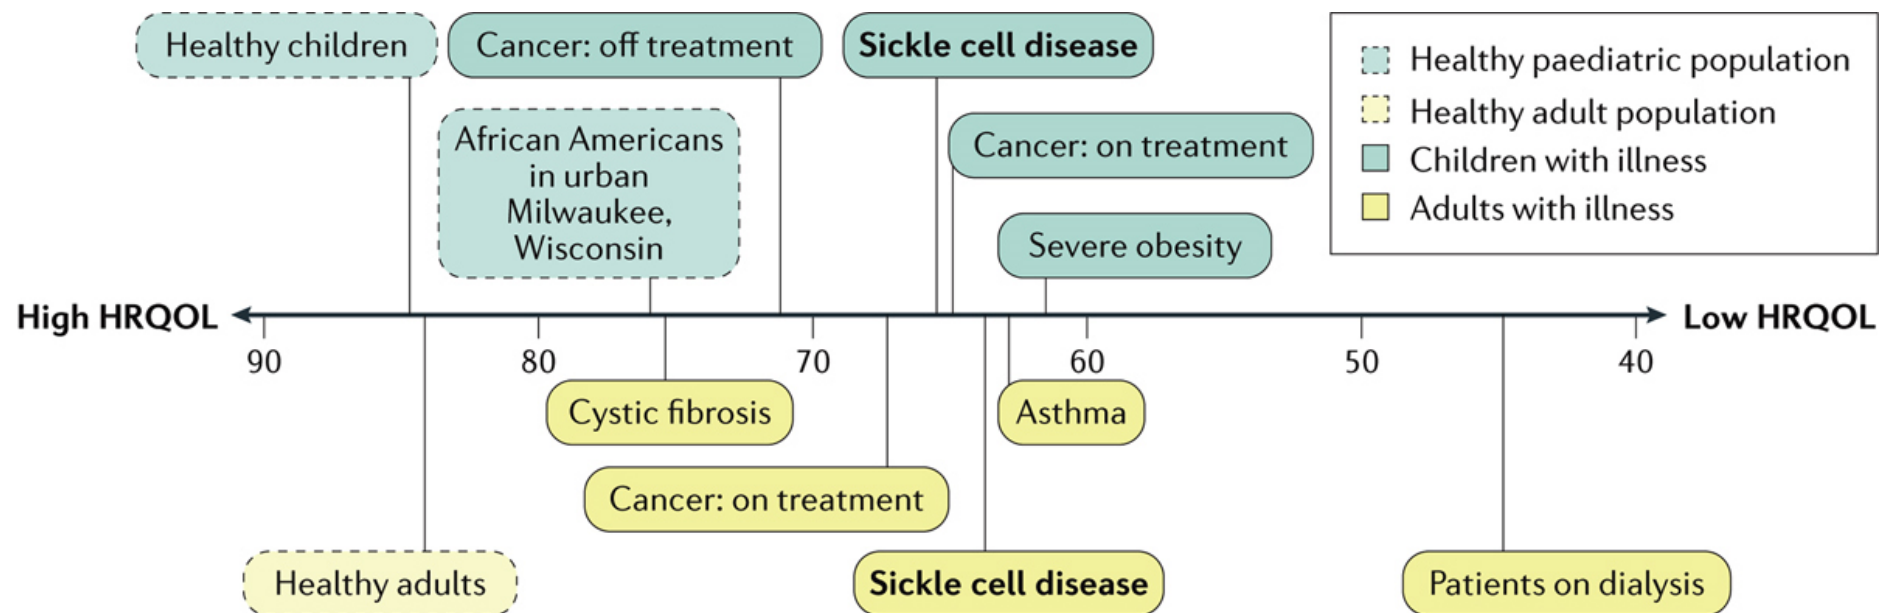 Healthy children
Cancer: off treatment
Sickle cell disease
African Americans
in urban
Milwaukee,
Wisconsin
Cancer: on treatment
Severe obesity
Healthy paediatric population
Healthy adult population
Children with illness
Adults with illness
High HRQOL
Low HRQOL
90
80
70
60
50
40
Cystic fibrosis
Asthma
Cancer: on treatment
Healthy adults
Sickle cell disease
Patients on dialysis